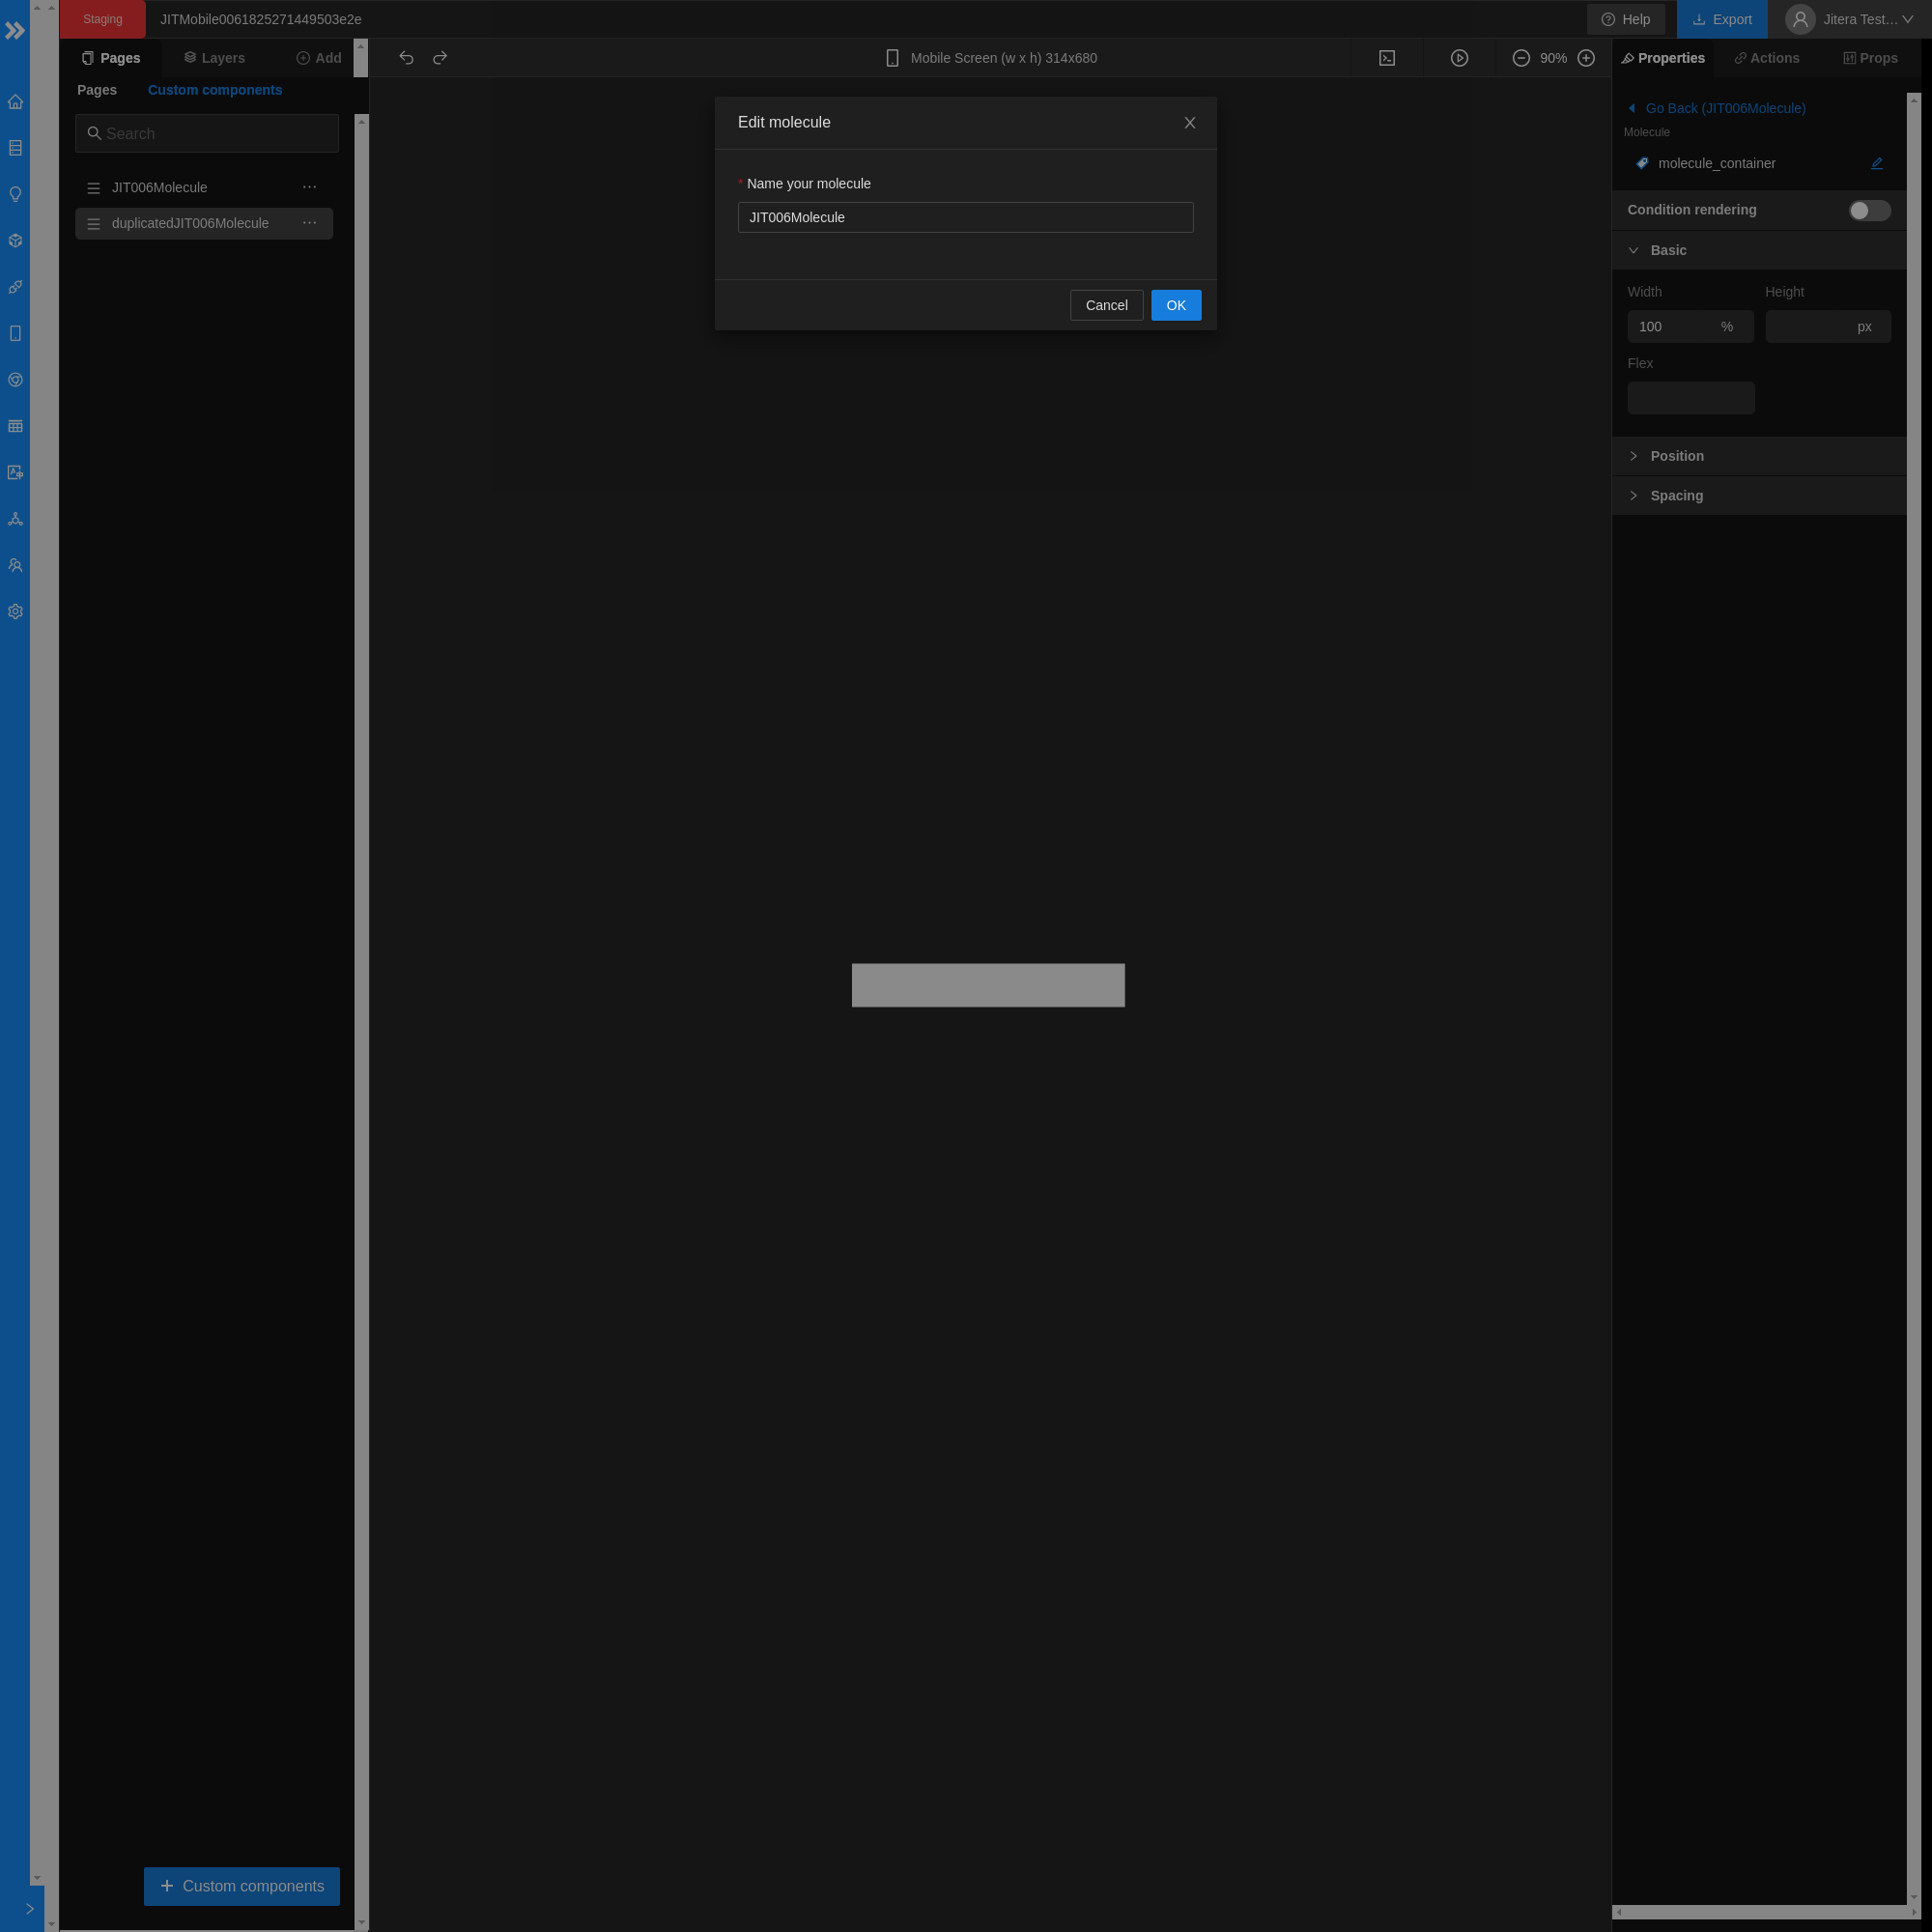 Staging
JITMobile0061825271449503e2e
Help
Export
Jitera Test...
Pages
Layers
Add
Mobile Screen (w x h) 314x680
90%
Properties
Actions
Props
Pages
Custom components
Search
JIT006Molecule
duplicatedJIT006Molecule
Edit molecule
* Name your molecule
JIT006Molecule
Cancel
OK
Go Back (JIT006Molecule)
Molecule
molecule_container
Condition rendering
Basic
Width
Height
100
%
px
Flex
Position
Spacing
Custom components